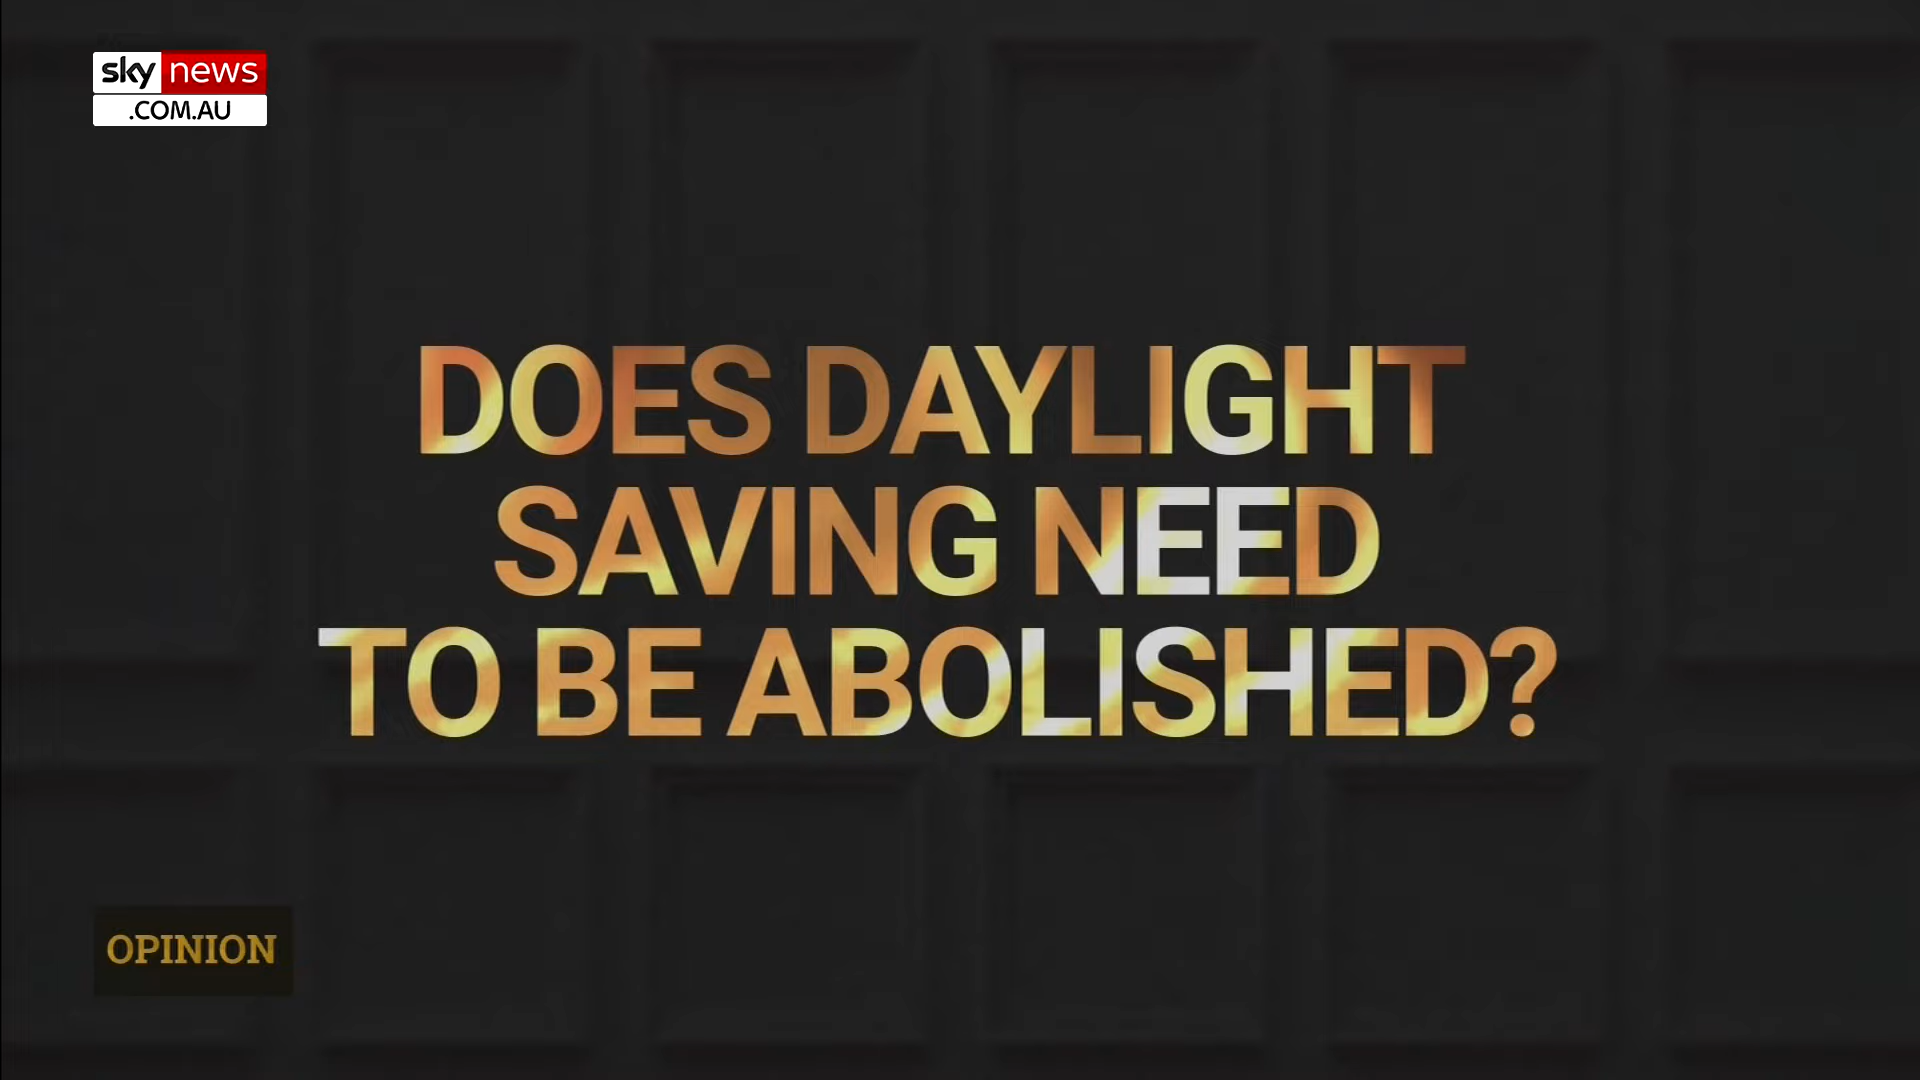 sky news
.COM.AU
DOES DAYLIGHT
SAVING NEED
TO BE ABOLISHED?
OPINION